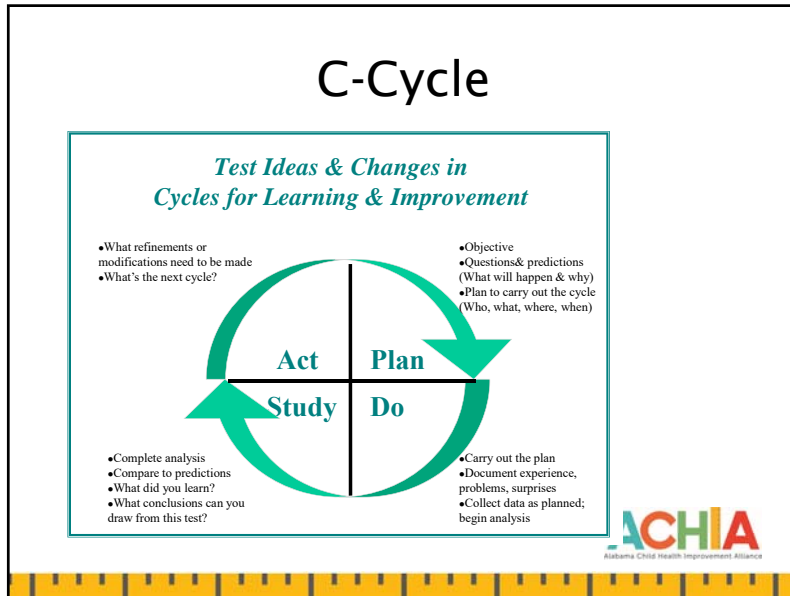 C-Cycle
Test Ideas & Changes in
Cycles for Learning & Improvement
●What refinements or
modifications need to be made
●What's the next cycle?
●Objective
●Questions& predictions
(What will happen & why)
●Plan to carry out the cycle
(Who, what, where, when)
Act
Plan
Study
Do
●Complete analysis
●Compare to predictions
●What did you learn?
●What conclusions can you
draw from this test?
●Carry out the plan
●Document experience,
problems, surprises
●Collect data as planned;
begin analysis
ACHIA
Alabama Child Health Improvement Alliance